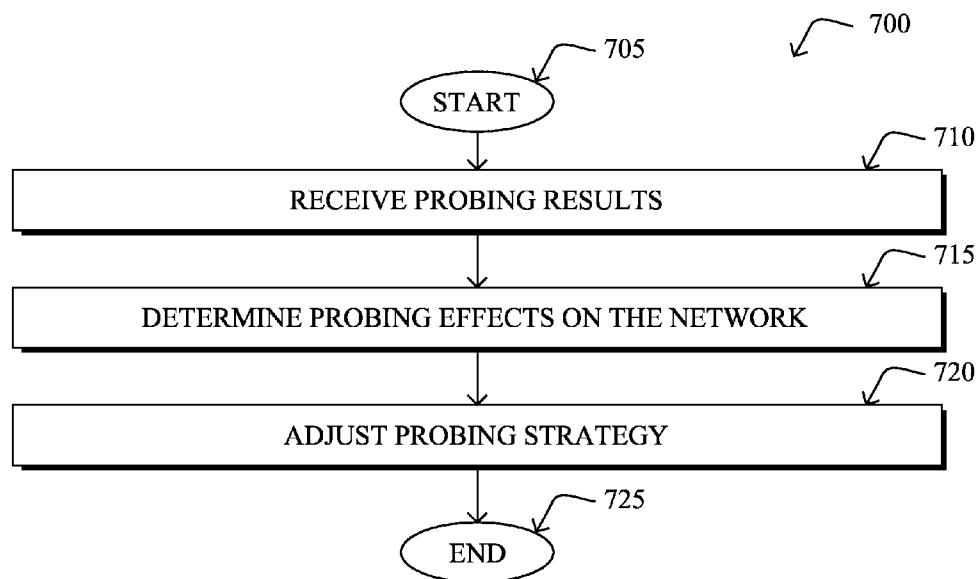 700
705
START
710
RECEIVE PROBING RESULTS
715
DETERMINE PROBING EFFECTS ON THE NETWORK
720
ADJUST PROBING STRATEGY
725
END